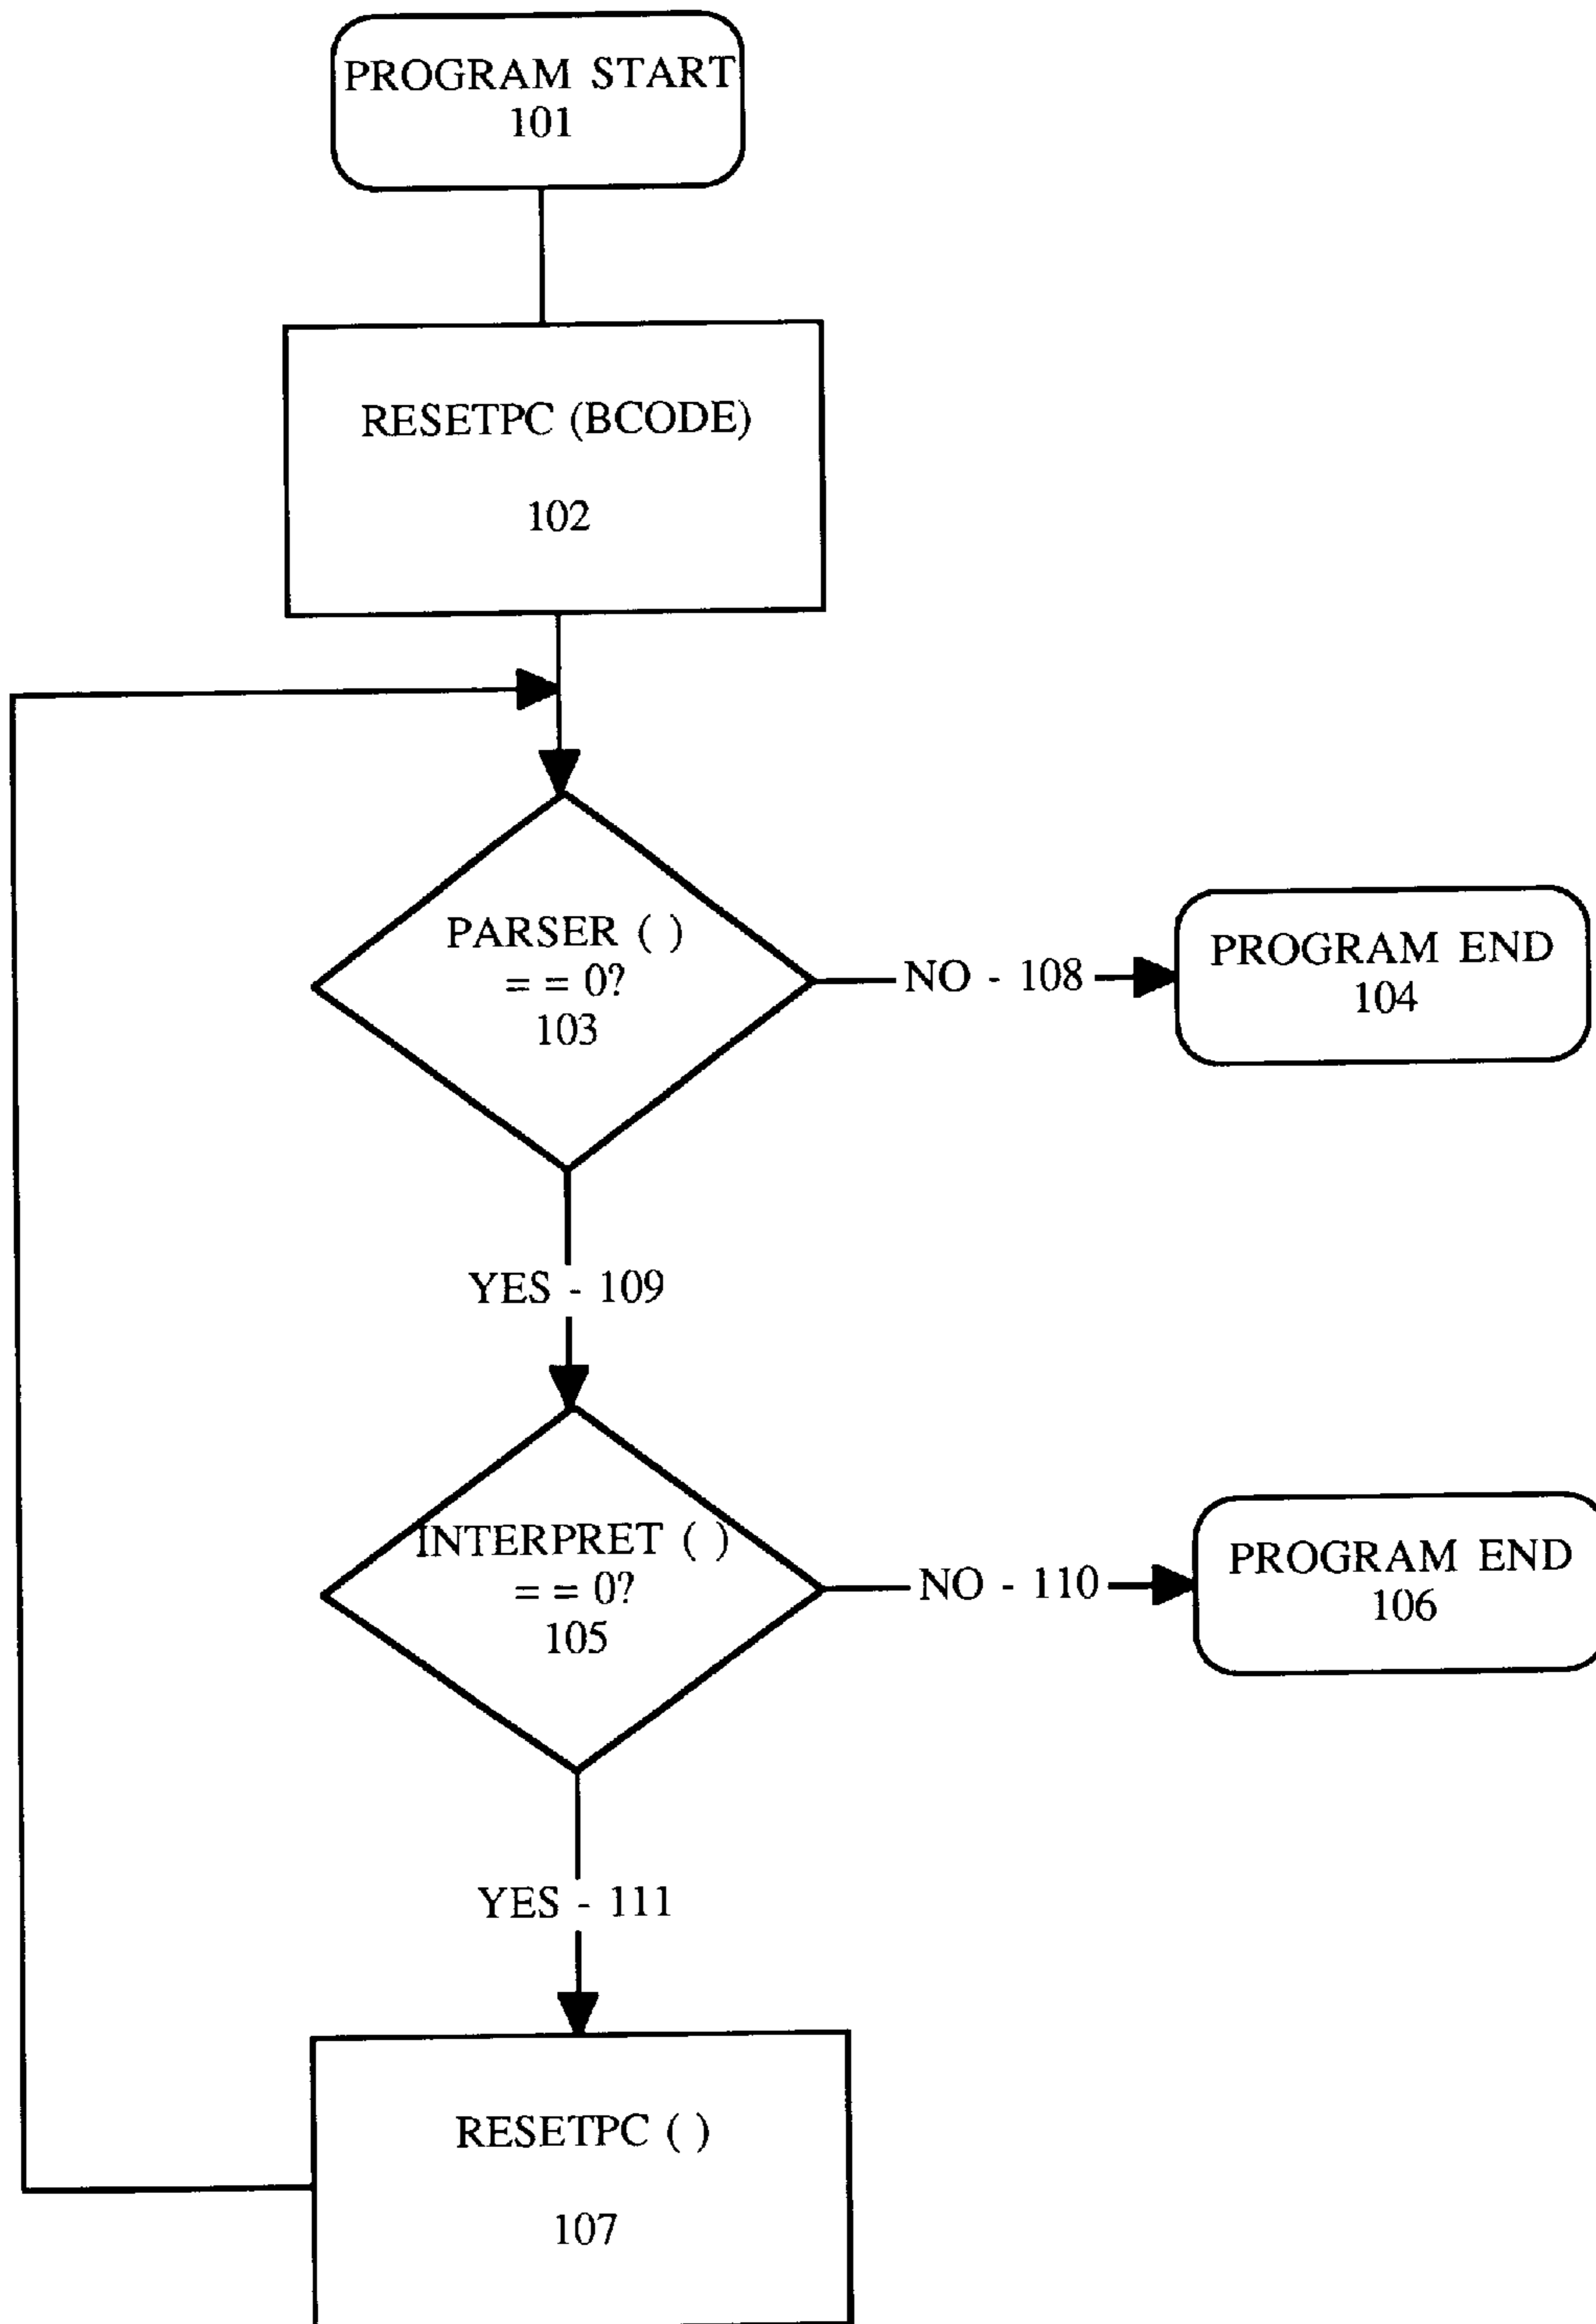 PROGRAM START
101
RESETPC (BCODE)
102
PARSER ( )
= = 0?
103
NO - 108
PROGRAM END
104
YES - 109
INTERPRET ( )
= = 0?
105
NO - 110
PROGRAM END
106
YES - 111
RESETPC ( )
107